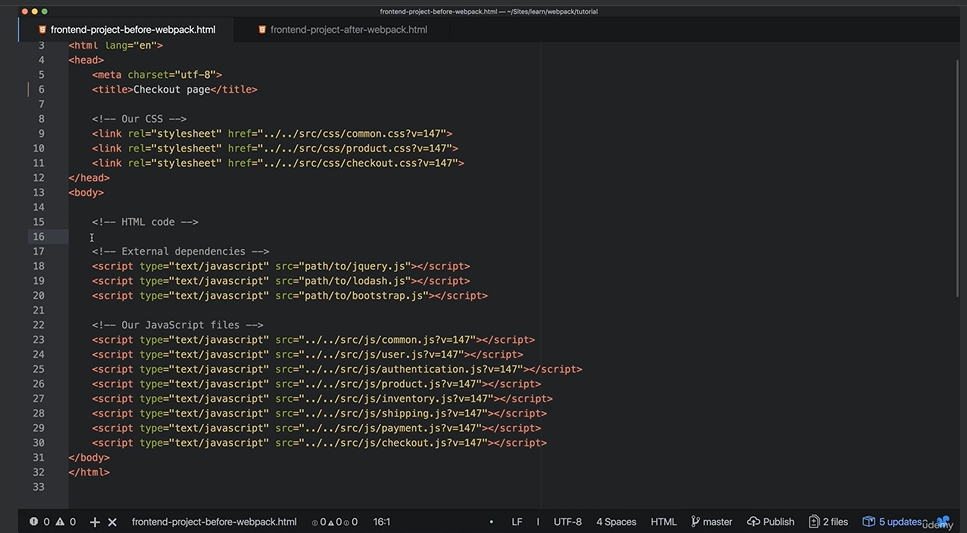 frontend-project-before-webpack.html — ~/Sites/learn/webpack/tutorial
frontend-project-before-webpack.html frontend-project-after-webpack.html
3 <html lang="en">
4 <head>
5 <meta charset="utf-8">
6 <title>Checkout page</title>
7
8 <!-- Our CSS -->
9 <link rel="stylesheet" href="../../src/css/common.css?v=147">
10 <link rel="stylesheet" href="../../src/css/product.css?v=147">
11 <link rel="stylesheet" href="../../src/css/checkout.css?v=147">
12 </head>
13 <body>
14
15 <!-- HTML code -->
16
17 <!-- External dependencies -->
18 <script type="text/javascript" src="path/to/jquery.js"></script>
19 <script type="text/javascript" src="path/to/lodash.js"></script>
20 <script type="text/javascript" src="path/to/bootstrap.js"></script>
21
22 <!-- Our JavaScript files -->
23 <script type="text/javascript" src="../../src/js/common.js?v=147"></script>
24 <script type="text/javascript" src="../../src/js/user.js?v=147"></script>
25 <script type="text/javascript" src="../../src/js/authentication.js?v=147"></script>
26 <script type="text/javascript" src="../../src/js/product.js?v=147"></script>
27 <script type="text/javascript" src="../../src/js/inventory.js?v=147"></script>
28 <script type="text/javascript" src="../../src/js/shipping.js?v=147"></script>
29 <script type="text/javascript" src="../../src/js/payment.js?v=147"></script>
30 <script type="text/javascript" src="../../src/js/checkout.js?v=147"></script>
31 </body>
32 </html>
33
0 0 frontend-project-before-webpack.html 0 0 0 16:1 LF UTF-8 4 Spaces HTML master Publish 2 files 5 updates
udemy